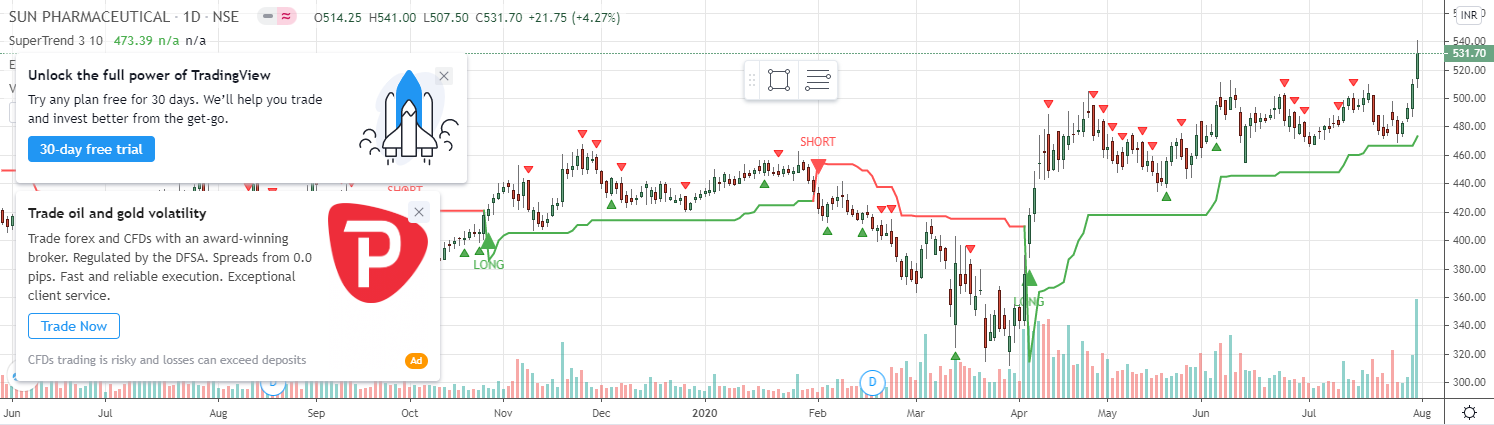 SUN PHARMACEUTICAL · 1D · NSE
O514.25 H541.00 L507.50 C531.70 +21.75 (+4.27%)
INR
SuperTrend 3 10 473.39 n/a n/a
540.00
531.70
520.00
500.00
480.00
460.00
440.00
420.00
400.00
380.00
360.00
340.00
320.00
300.00
Unlock the full power of TradingView
Try any plan free for 30 days. We'll help you trade
and invest better from the get-go.
30-day free trial
SHORT
SHORT
Trade oil and gold volatility
Trade forex and CFDs with an award-winning
broker. Regulated by the DFSA. Spreads from 0.0
pips. Fast and reliable execution. Exceptional
client service.
P
Trade Now
CFDs trading is risky and losses can exceed deposits
Ad
LONG
LONG
D
D
Jun Jul Aug Sep Oct Nov Dec 2020 Feb Mar Apr May Jun Jul Aug